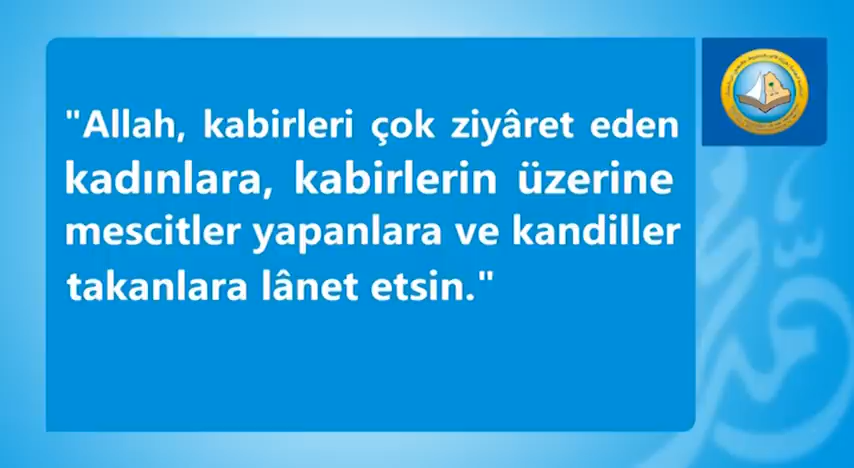 "Allah, kabirleri çok ziyâret eden
kadınlara, kabirlerin üzerine
mescitler yapanlara ve kandiller
takanlara lânet etsin."